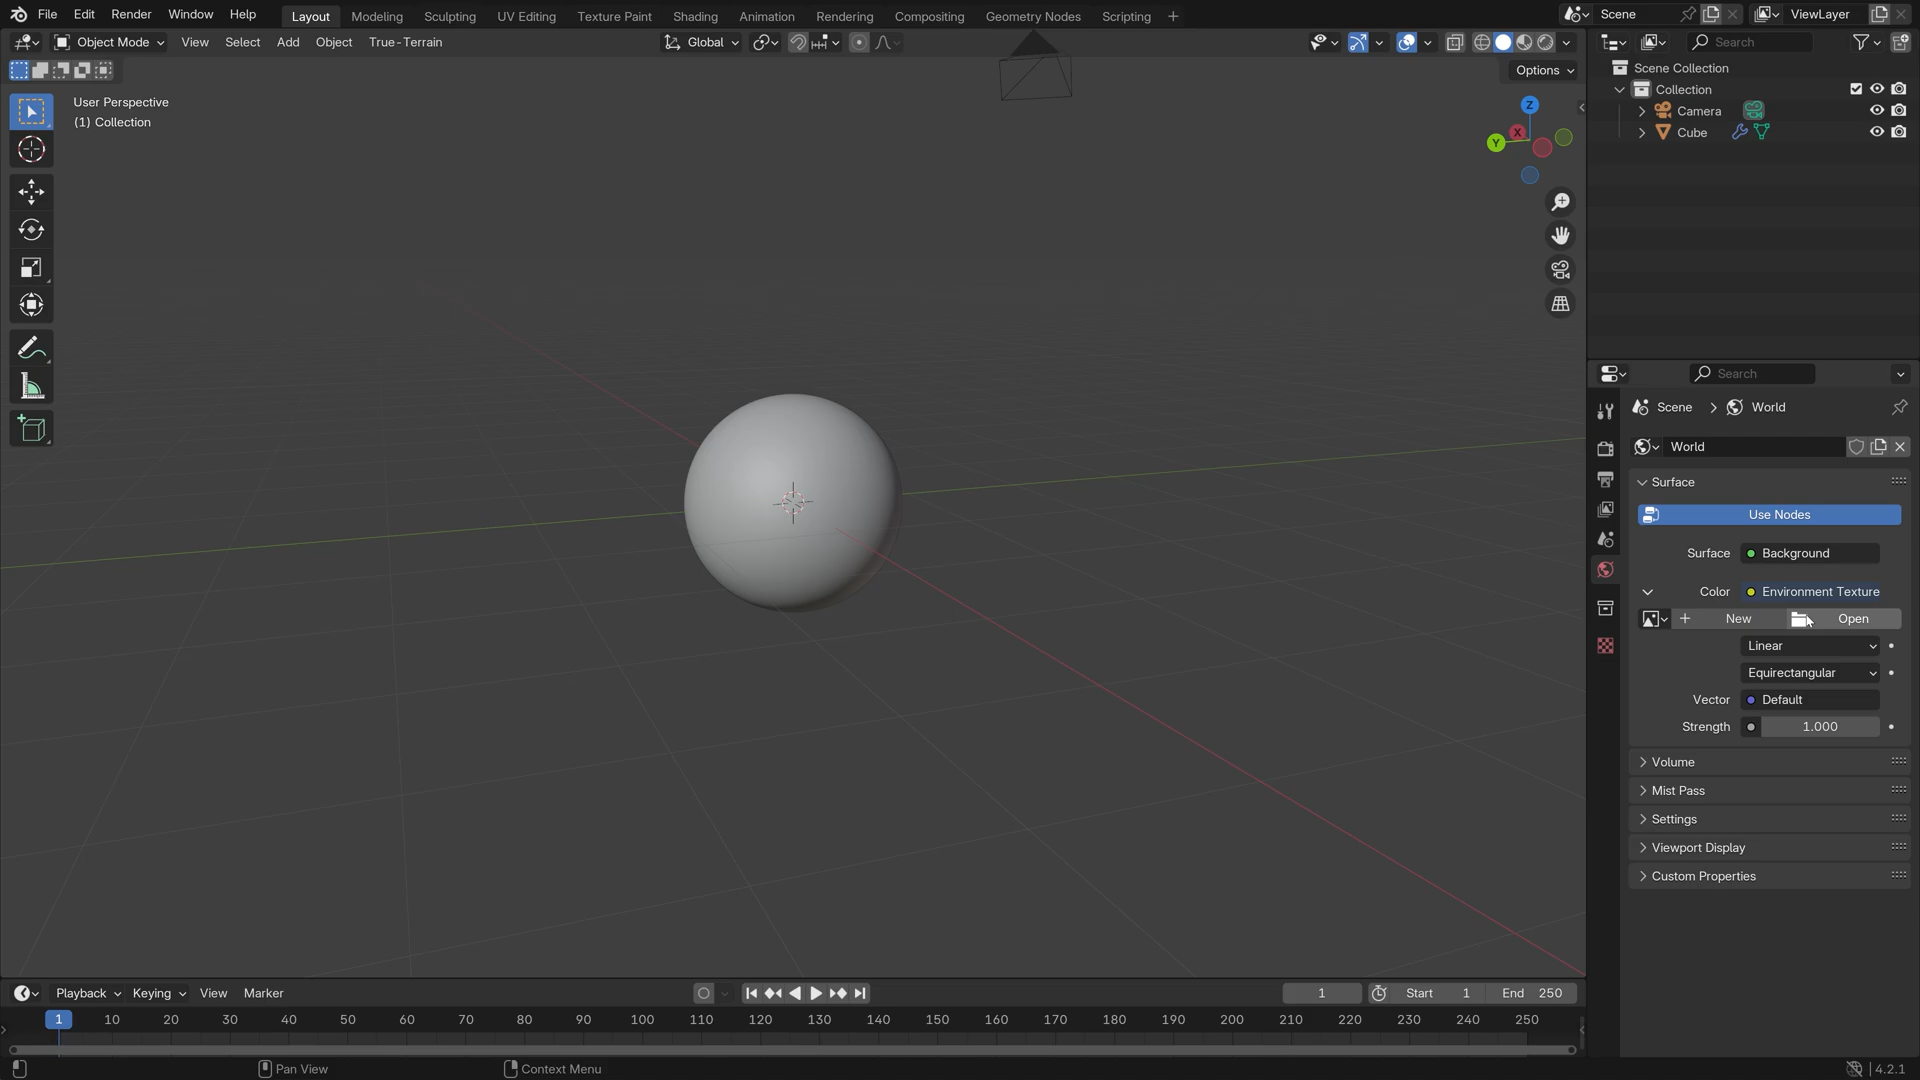 File Edit Render Window Help Layout Modeling Sculpting UV Editing Texture Paint Shading Animation Rendering Compositing Geometry Nodes Scripting + Scene ViewLayer
Object Mode View Select Add Object True-Terrain Global Search
Options
User Perspective
(1) Collection
Z
X
Y
Scene Collection
Collection
Camera
Cube
Search
Scene > World
World
Surface
Use Nodes
Surface Background
Color Environment Texture
New Open
Linear
Equirectangular
Vector Default
Strength 1.000
Volume
Mist Pass
Settings
Viewport Display
Custom Properties
Playback Keying View Marker 1 Start 1 End 250
1 10 20 30 40 50 60 70 80 90 100 110 120 130 140 150 160 170 180 190 200 210 220 230 240 250
Pan View Context Menu 4.2.1